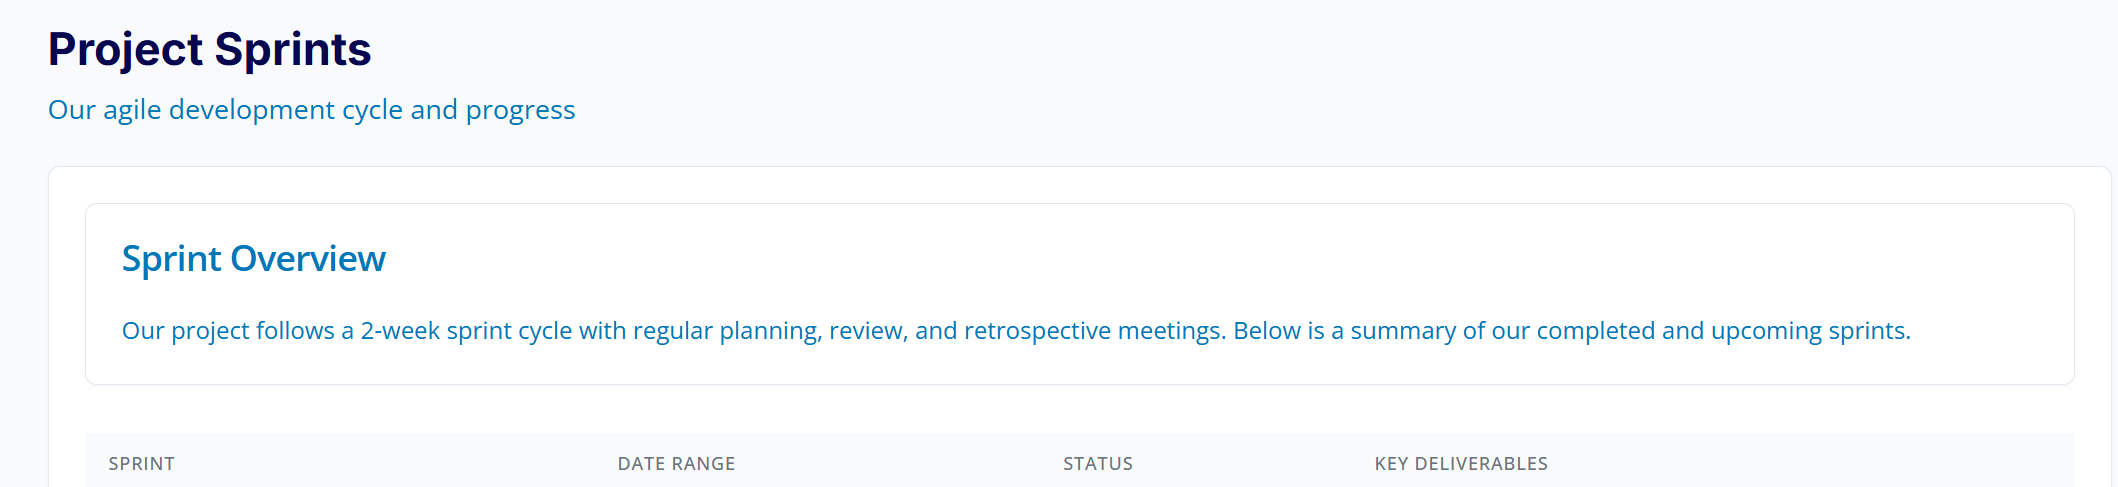 Project Sprints
Our agile development cycle and progress
Sprint Overview
Our project follows a 2-week sprint cycle with regular planning, review, and retrospective meetings. Below is a summary of our completed and upcoming sprints.
SPRINT DATE RANGE STATUS KEY DELIVERABLES